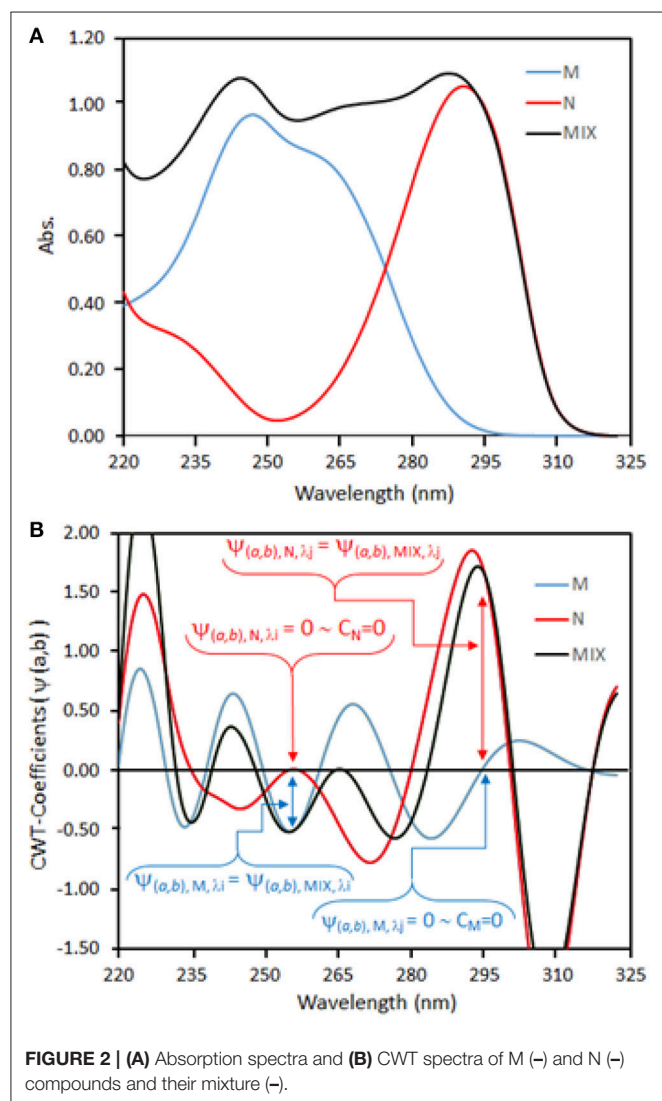 A
1.20
1.00
0.80
0.60
0.40
0.20
0.00
Abs.
M
N
MIX
220 235 250 265 280 295 310 325
Wavelength (nm)
B
2.00
1.50
1.00
0.50
0.00
-0.50
-1.00
-1.50
CWT-Coefficients (ψ(a,b))
Ψ(a,b), N, λj = Ψ(a,b), MIX, λj
Ψ(a,b), N, λi = 0 ~ CN=0
M
N
MIX
Ψ(a,b), M, λi = Ψ(a,b), MIX, λi
Ψ(a,b), M, λj = 0 ~ CM=0
220 235 250 265 280 295 310 325
Wavelength (nm)
FIGURE 2 | (A) Absorption spectra and (B) CWT spectra of M (–) and N (–)
compounds and their mixture (–).